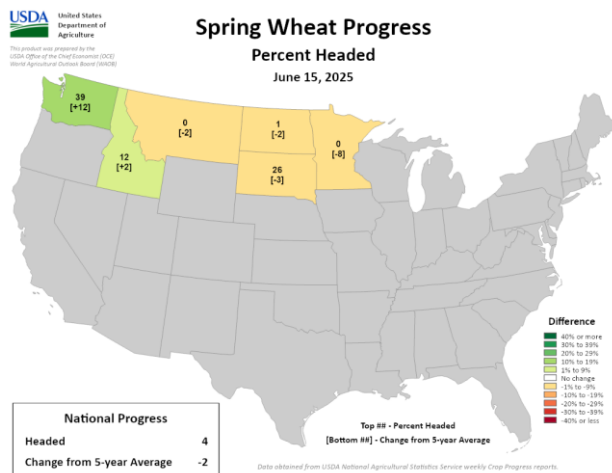 USDA
United States
Department of
Agriculture
This product was prepared by the
USDA Office of the Chief Economist (OCE)
World Agricultural Outlook Board (WAOB)
Spring Wheat Progress
Percent Headed
June 15, 2025
39
[+12]
12
[+2]
0
[-2]
1
[-2]
0
[-8]
26
[-3]
Difference
40% or more
30% to 39%
20% to 29%
10% to 19%
1% to 9%
No change
-1% to -9%
-10% to -19%
-20% to -29%
-30% to -39%
-40% or less
National Progress
Headed 4
Change from 5-year Average -2
Top ## - Percent Headed
[Bottom ##] - Change from 5-year Average
Data obtained from USDA National Agricultural Statistics Service weekly Crop Progress reports.